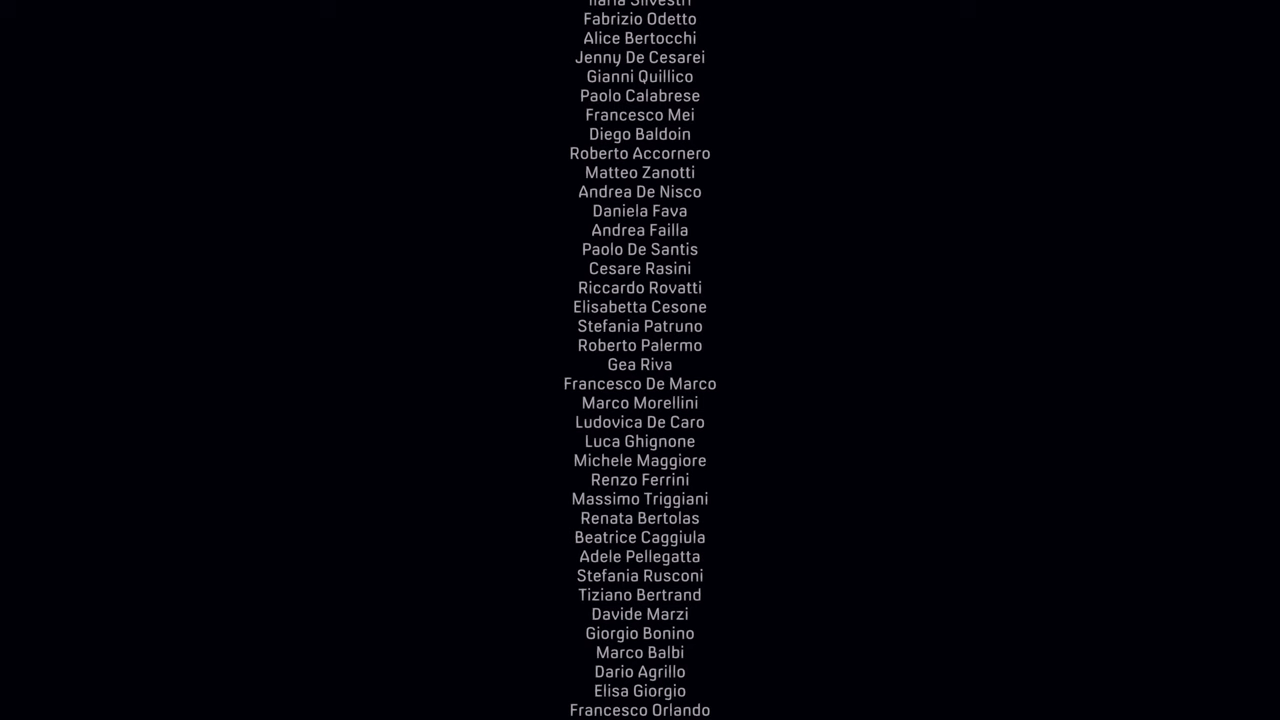 Ilaria Silvestri
Fabrizio Odetto
Alice Bertocchi
Jenny De Cesarei
Gianni Quillico
Paolo Calabrese
Francesco Mei
Diego Baldoin
Roberto Accornero
Matteo Zanotti
Andrea De Nisco
Daniela Fava
Andrea Failla
Paolo De Santis
Cesare Rasini
Riccardo Rovatti
Elisabetta Cesone
Stefania Patruno
Roberto Palermo
Gea Riva
Francesco De Marco
Marco Morellini
Ludovica De Caro
Luca Ghignone
Michele Maggiore
Renzo Ferrini
Massimo Triggiani
Renata Bertolas
Beatrice Caggiula
Adele Pellegatta
Stefania Rusconi
Tiziano Bertrand
Davide Marzi
Giorgio Bonino
Marco Balbi
Dario Agrillo
Elisa Giorgio
Francesco Orlando